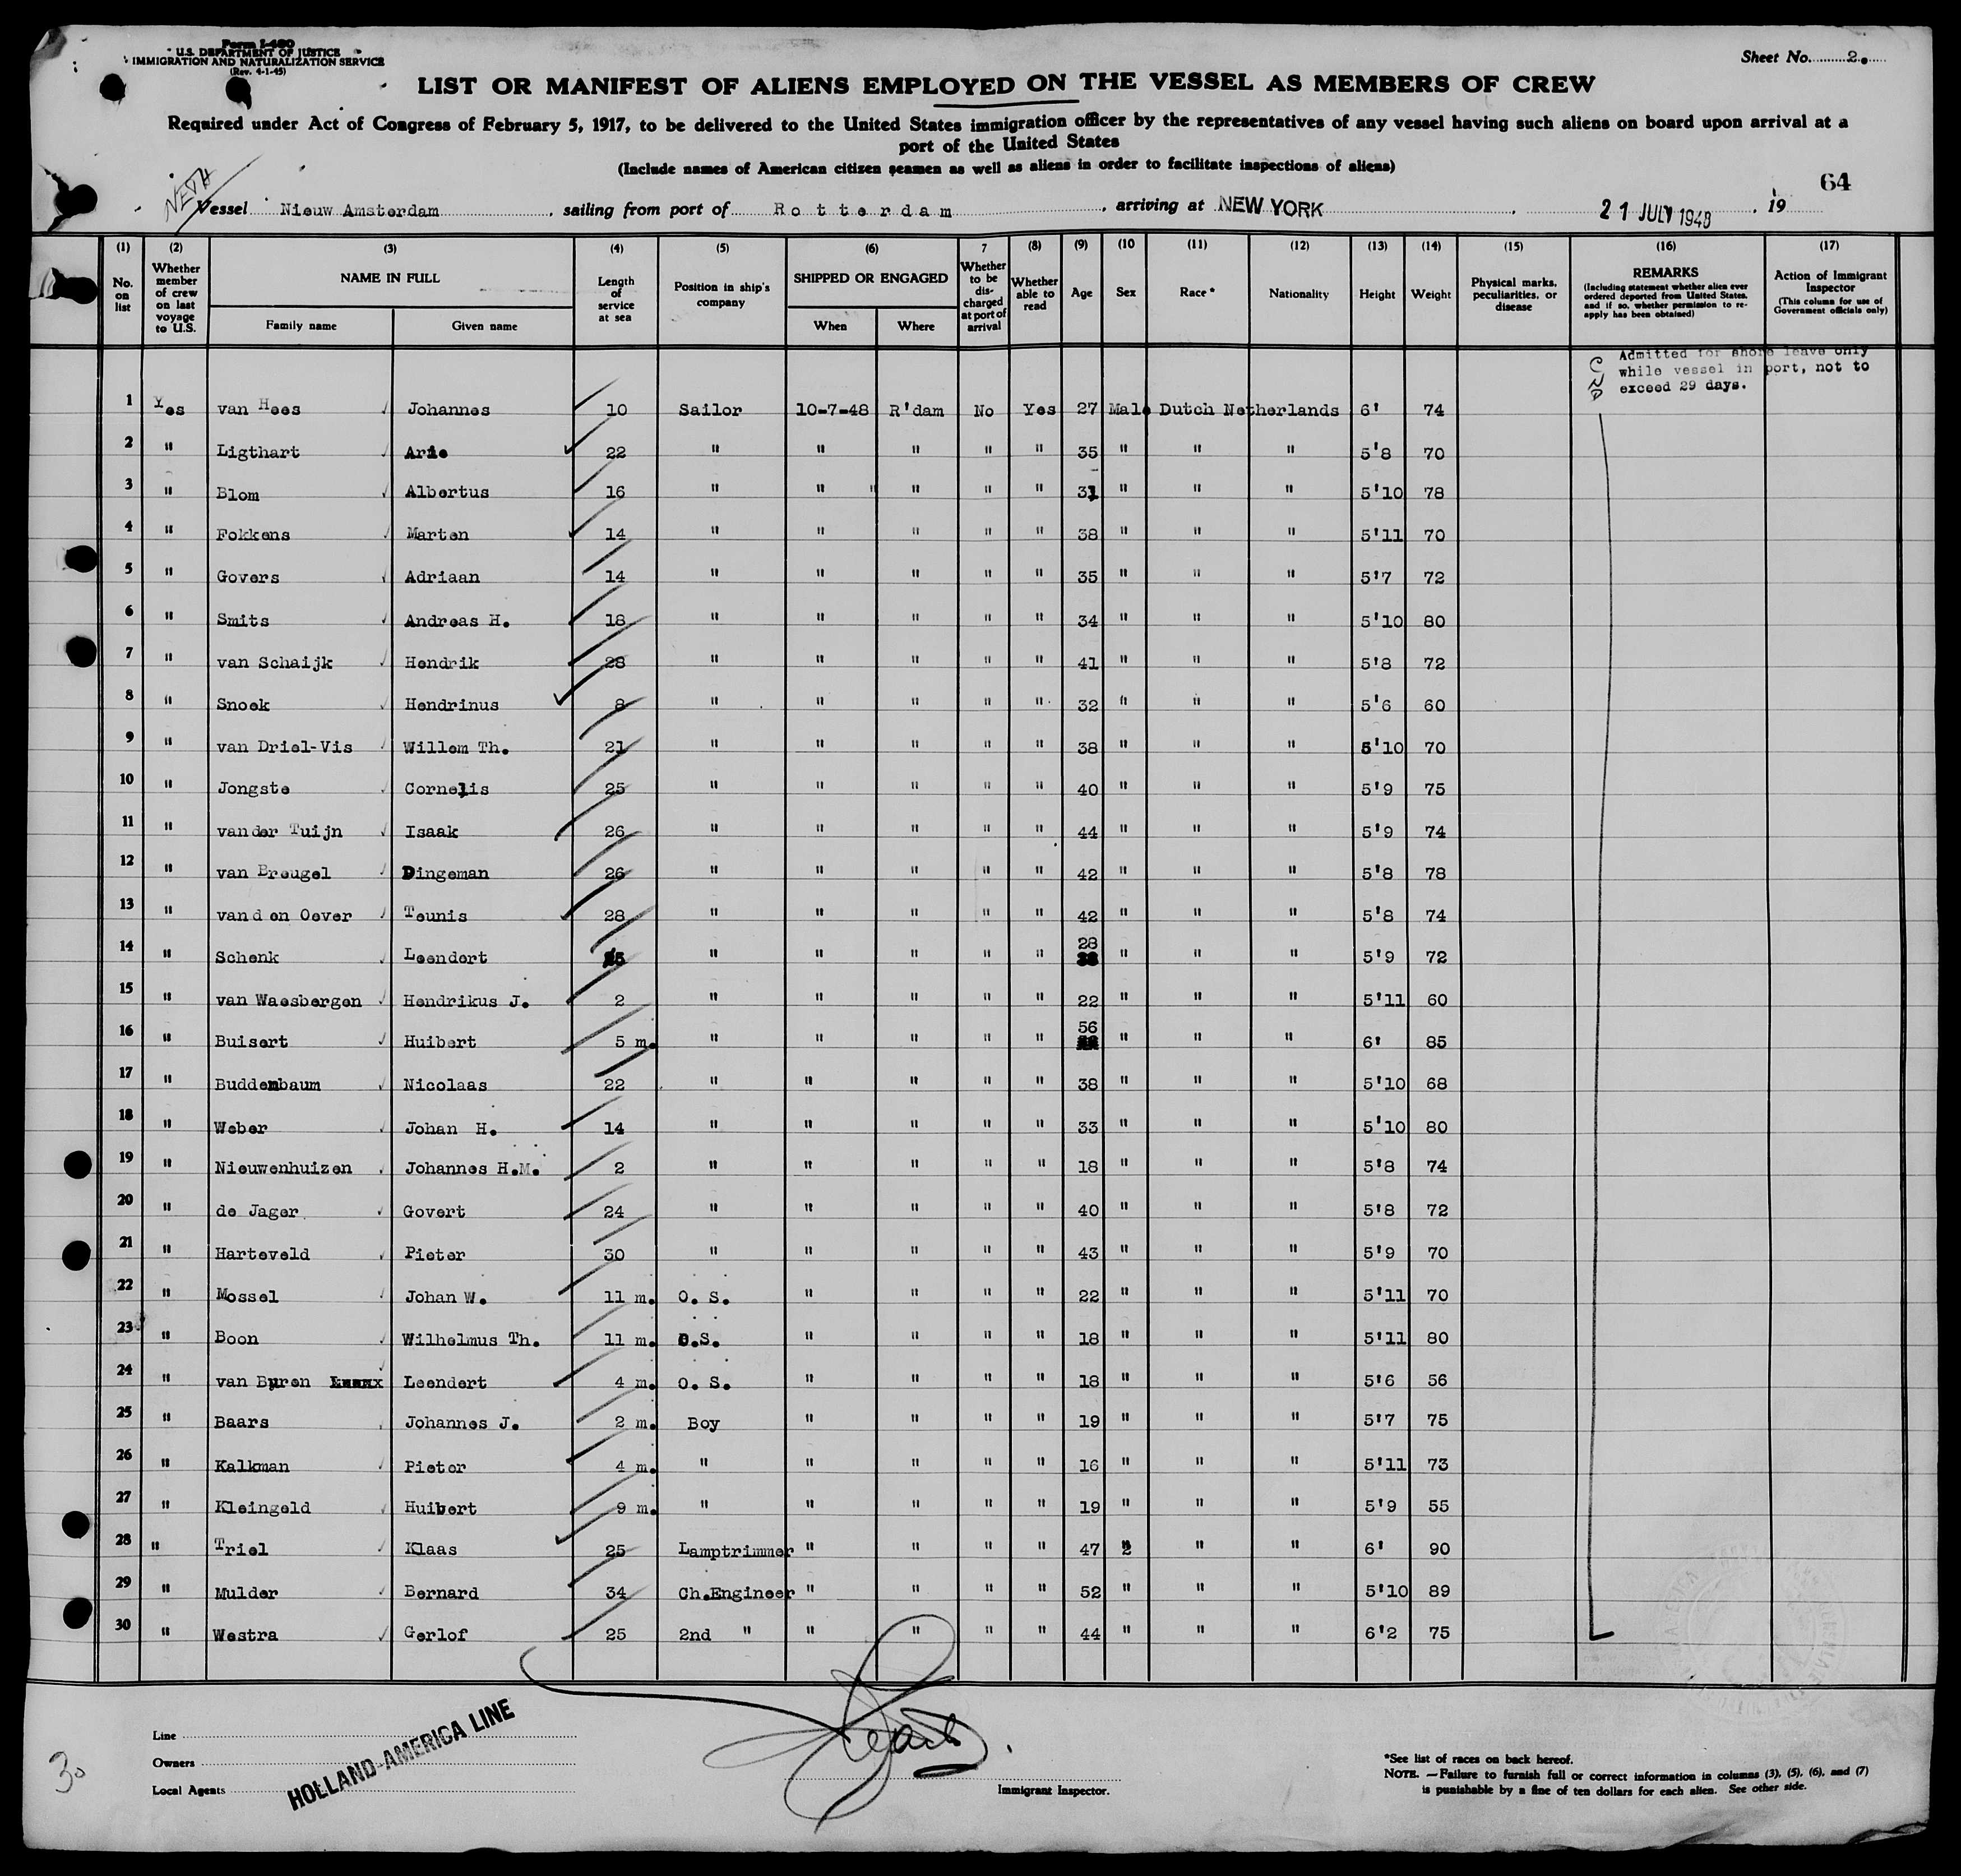 Form I-480
U.S. DEPARTMENT OF JUSTICE
IMMIGRATION AND NATURALIZATION SERVICE
(Rev. 4-1-45)
Sheet No. 2.
LIST OR MANIFEST OF ALIENS EMPLOYED ON THE VESSEL AS MEMBERS OF CREW
Required under Act of Congress of February 5, 1917, to be delivered to the United States immigration officer by the representatives of any vessel having such aliens on board upon arrival at a
port of the United States
(Include names of American citizen seamen as well as aliens in order to facilitate inspections of aliens)
64
NETH
Vessel Nieuw Amsterdam, sailing from port of Rotterdam, arriving at NEW YORK, 21 JULY 1948, 19
(1) (2) (3) (4) (5) (6) 7 (8) (9) (10 (11) (12) (13) (14) (15) (16) (17)
No. on list | Whether member of crew on last voyage to U.S. | NAME IN FULL | Length of service at sea | Position in ship's company | SHIPPED OR ENGAGED | Whether to be discharged at port of arrival | Whether able to read | Age | Sex | Race* | Nationality | Height | Weight | Physical marks, peculiarities, or disease | REMARKS (Including statement whether alien ever ordered deported from United States, and if so, whether permission to re-apply has been obtained) | Action of Immigrant Inspector (This column for use of Government officials only)
Family name | Given name | When | Where
Admitted for shore leave only
while vessel in port, not to
exceed 29 days.
1 Yes van Hees Johannes 10 Sailor 10-7-48 R'dam No Yes 27 Male Dutch Netherlands 6' 74
2 " Ligthart Arie 22 " " " " " 35 " " " 5'8 70
3 " Blom Albertus 16 " " " " " 31 " " " 5'10 78
4 " Fokkens Marten 14 " " " " " 38 " " " 5'11 70
5 " Govers Adriaan 14 " " " " " 35 " " " 5'7 72
6 " Smits Andreas H. 18 " " " " " 34 " " " 5'10 80
7 " van Schaijk Hendrik 28 " " " " " 41 " " " 5'8 72
8 " Snoek Hendrinus 8 " " " " " 32 " " " 5'6 60
9 " van Driel-Vis Willem Th. 21 " " " " " 38 " " " 5'10 70
10 " Jongste Cornelis 25 " " " " " 40 " " " 5'9 75
11 " vander Tuijn Isaak 26 " " " " " 44 " " " 5'9 74
12 " van Breugel Dingeman 26 " " " " " 42 " " " 5'8 78
13 " vanden Oever Teunis 28 " " " " " 42 " " " 5'8 74
14 " Schenk Leendert " " " " " 28 " " " 5'9 72
15 " van Waesbergen Hendrikus J. 2 " " " " " 22 " " " 5'11 60
16 " Buisert Huibert 5 m. " " " " " 56 " " " 6' 85
17 " Buddenbaum Nicolaas 22 " " " " " 38 " " " 5'10 68
18 " Weber Johan H. 14 " " " " " 33 " " " 5'10 80
19 " Nieuwenhuizen Johannes H.M. 2 " " " " " 18 " " " 5'8 74
20 " de Jager Govert 24 " " " " " 40 " " " 5'8 72
21 " Harteveld Pieter 30 " " " " " 43 " " " 5'9 70
22 " Mossel Johan W. 11 m. O. S. " " " " 22 " " " 5'11 70
23 " Boon Wilhelmus Th. 11 m. O.S. " " " " 18 " " " 5'11 80
24 " van Buren Leendert 4 m. O. S. " " " " 18 " " " 5'6 56
25 " Baars Johannes J. 2 m. Boy " " " " 19 " " " 5'7 75
26 " Kalkman Pieter 4 m. " " " " " 16 " " " 5'11 73
27 " Kleingeld Huibert 9 m. " " " " " 19 " " " 5'9 55
28 " Triel Klaas 25 Lamptrimmer " " " " 47 " " " 6' 90
29 " Mulder Bernard 34 Ch.Engineer " " " " 52 " " " 5'10 89
30 " Westra Gerlof 25 2nd " " " " " 44 " " " 6'2 75
Line
Owners
Local Agents
HOLLAND-AMERICA LINE
30
Immigrant Inspector.
*See list of races on back hereof.
NOTE. —Failure to furnish full or correct information in columns (3), (5), (6), and (7)
is punishable by a fine of ten dollars for each alien. See other side.